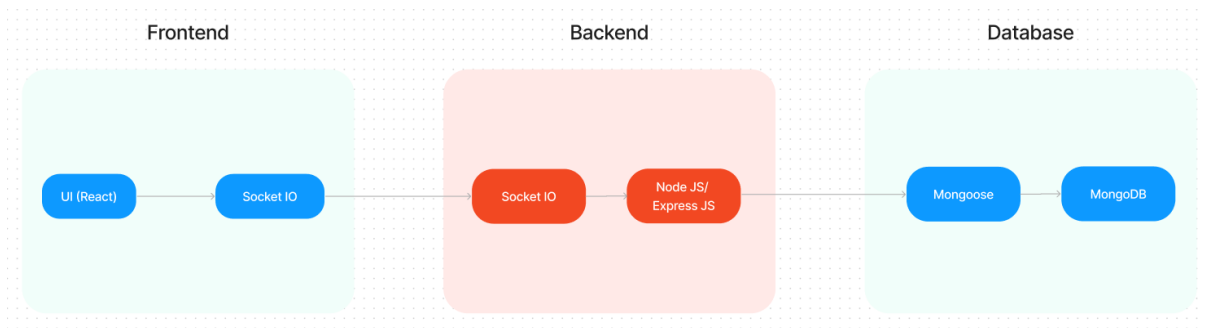 Frontend
Backend
Database
UI (React)
Socket IO
Socket IO
Node JS/
Express JS
Mongoose
MongoDB